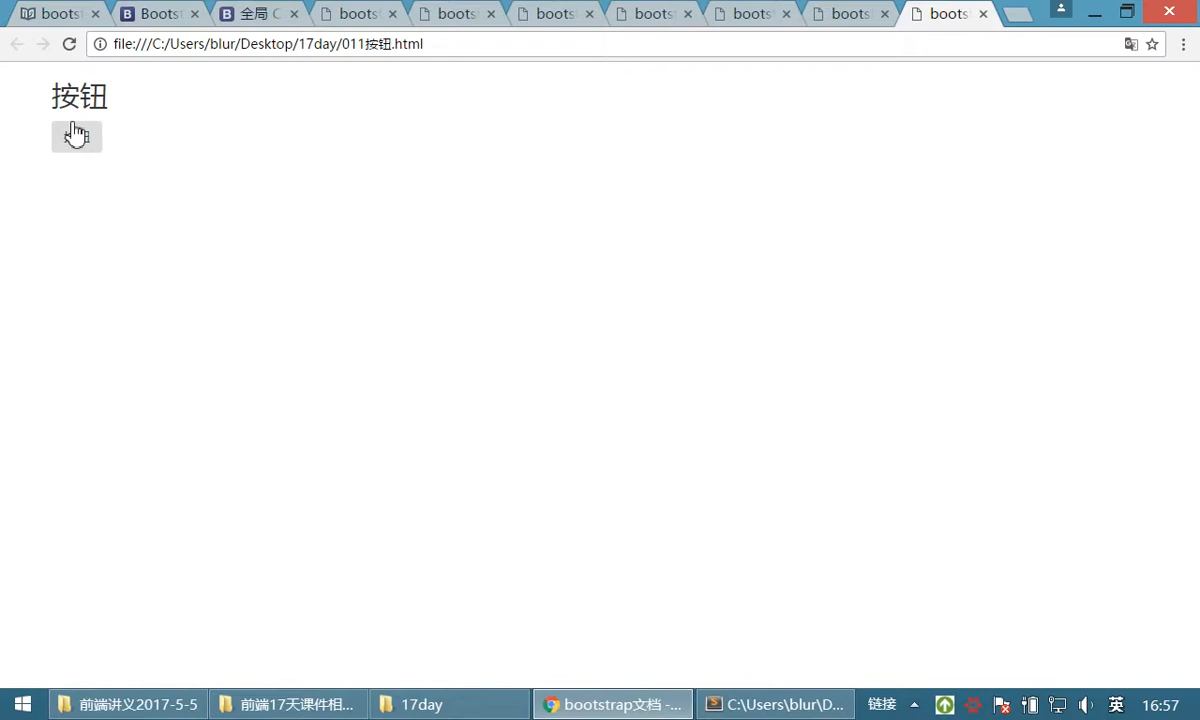 boots
Boots
全局 C
boots
boots
boots
boots
boots
boots
boots
file:///C:/Users/blur/Desktop/17day/011按钮.html
按钮
前端讲义2017-5-5
前端17天课件相...
17day
bootstrap文档 -...
C:\Users\blur\D...
链接
英
16:57